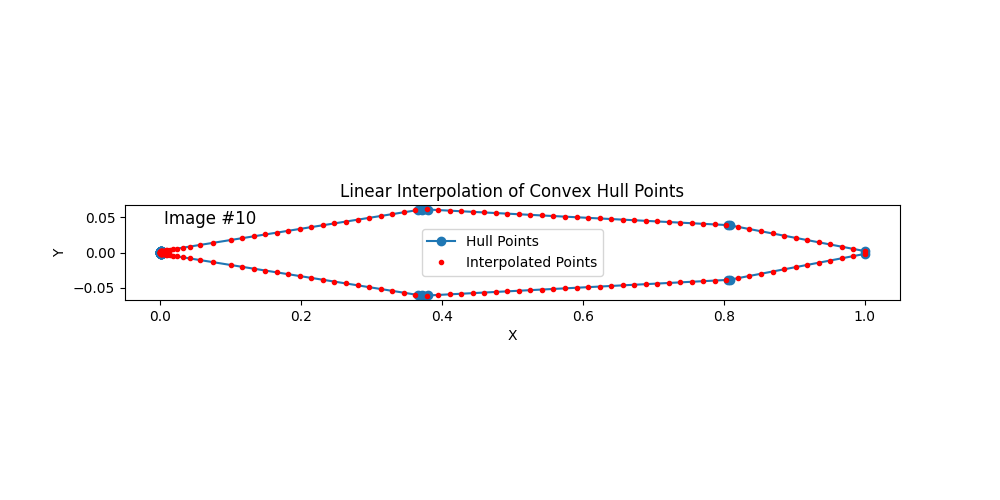 Linear Interpolation of Convex Hull Points
Image #10
Hull Points
Interpolated Points
Y
0.05
0.00
−0.05
0.0 0.2 0.4 0.6 0.8 1.0
X